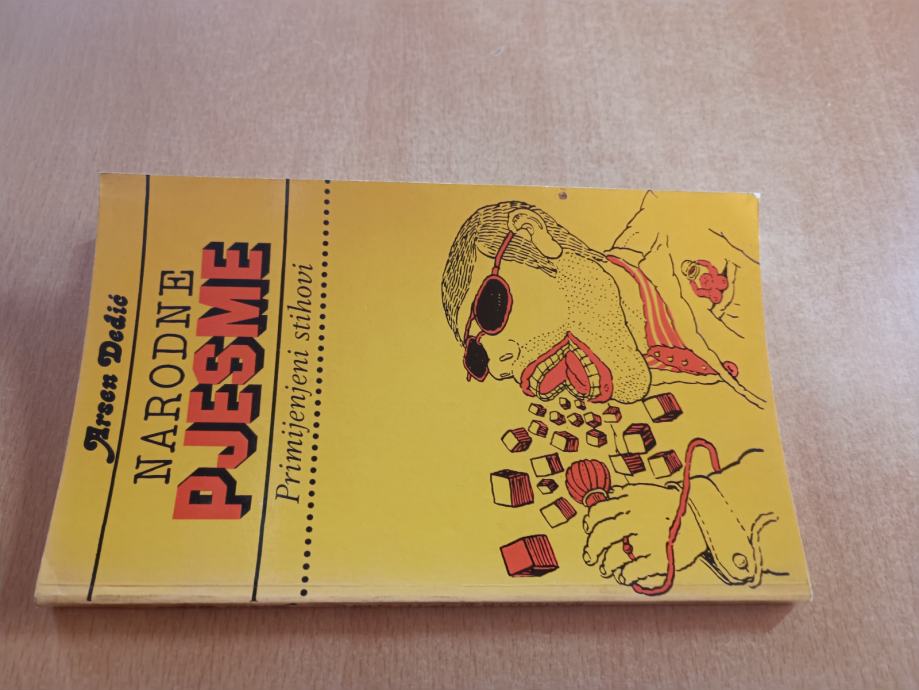 Arsen Dedić
NARODNE
PJESME
Primijenjeni stihovi